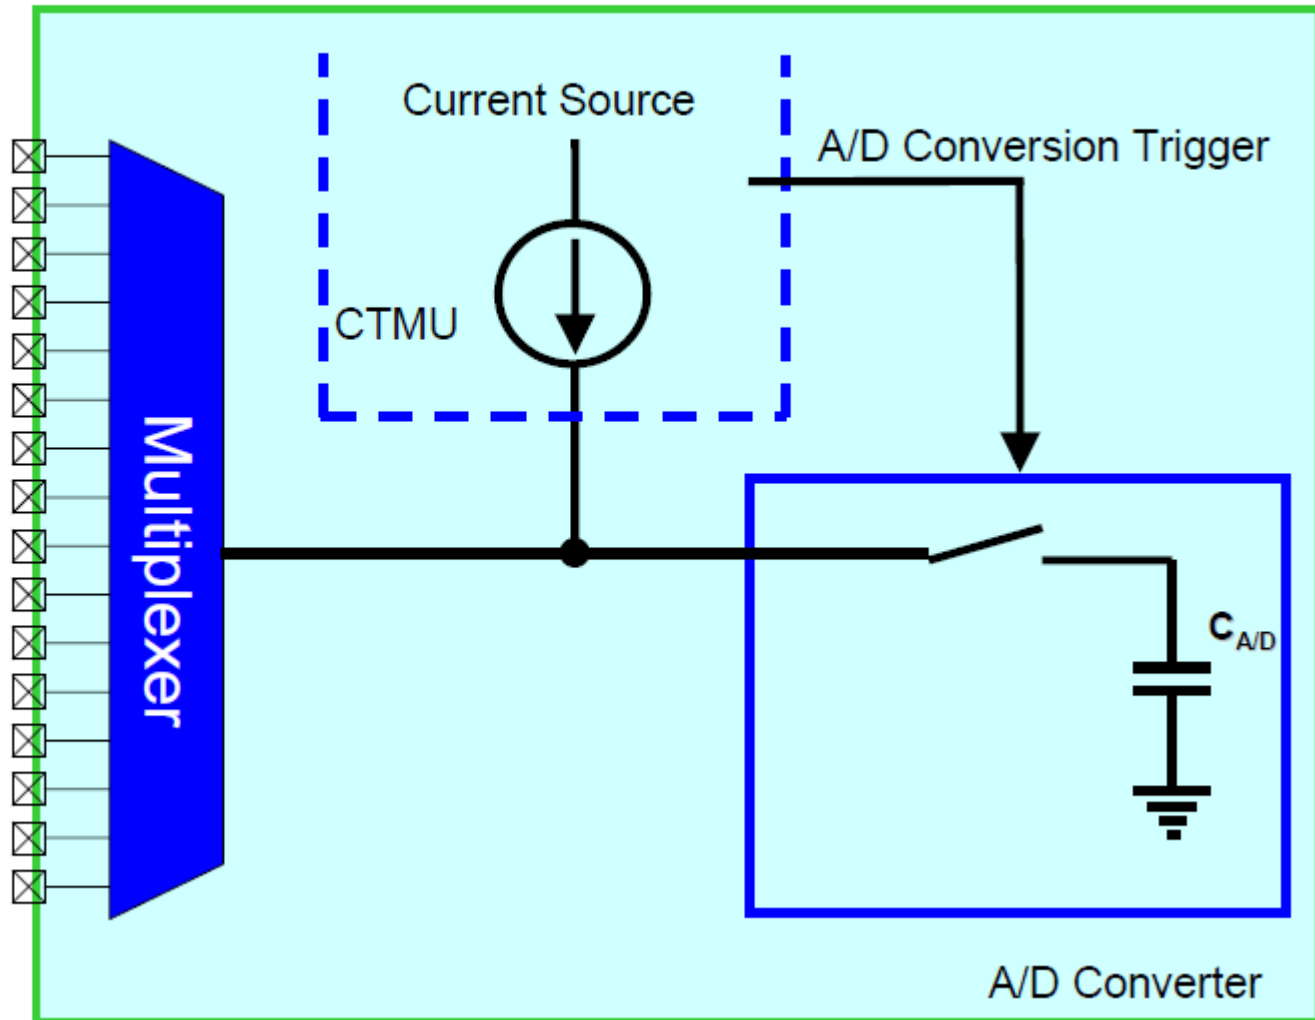 Current Source
A/D Conversion Trigger
CTMU
Multiplexer
CA/D
A/D Converter